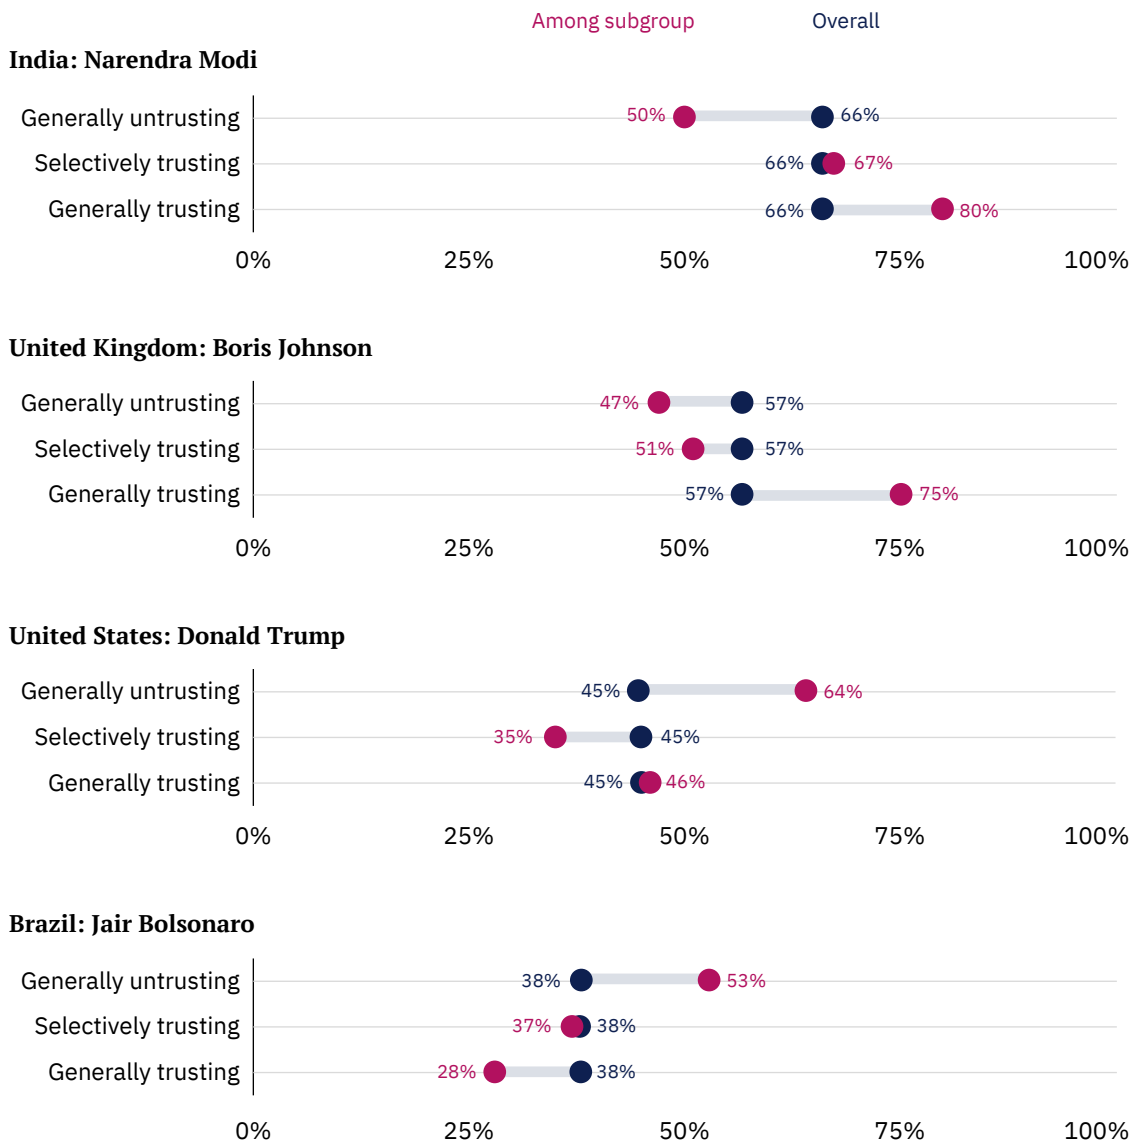 Among subgroup Overall
India: Narendra Modi
Generally untrusting 50% 66%
Selectively trusting 66% 67%
Generally trusting 66% 80%
0% 25% 50% 75% 100%
United Kingdom: Boris Johnson
Generally untrusting 47% 57%
Selectively trusting 51% 57%
Generally trusting 57% 75%
0% 25% 50% 75% 100%
United States: Donald Trump
Generally untrusting 45% 64%
Selectively trusting 35% 45%
Generally trusting 45% 46%
0% 25% 50% 75% 100%
Brazil: Jair Bolsonaro
Generally untrusting 38% 53%
Selectively trusting 37% 38%
Generally trusting 28% 38%
0% 25% 50% 75% 100%